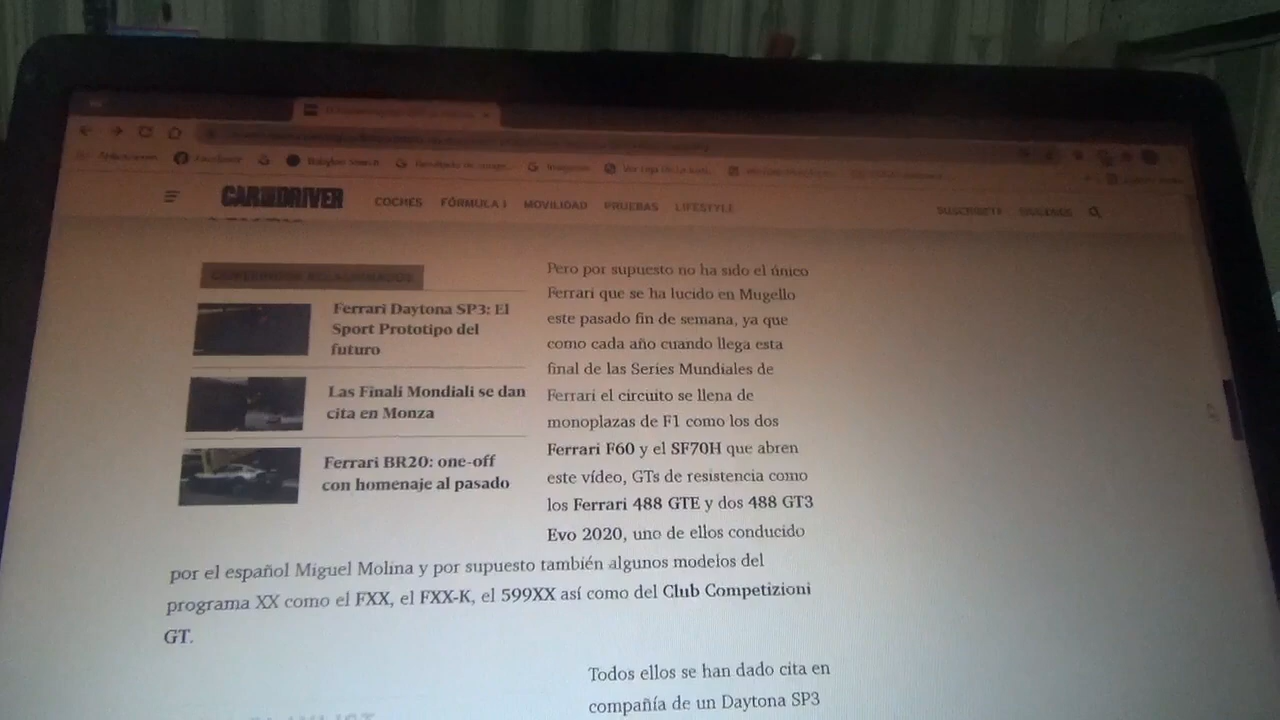 Facebook
CAR AND DRIVER
COCHES FÓRMULA 1 MOVILIDAD PRUEBAS LIFESTYLE
SUSCRÍBETE
CONTENIDOS RELACIONADOS
Ferrari Daytona SP3: El
Sport Prototipo del
futuro
Las Finali Mondiali se dan
cita en Monza
Ferrari BR20: one-off
con homenaje al pasado
Pero por supuesto no ha sido el único
Ferrari que se ha lucido en Mugello
este pasado fin de semana, ya que
como cada año cuando llega esta
final de las Series Mundiales de
Ferrari el circuito se llena de
monoplazas de F1 como los dos
Ferrari F60 y el SF70H que abren
este vídeo, GTs de resistencia como
los Ferrari 488 GTE y dos 488 GT3
Evo 2020, uno de ellos conducido
por el español Miguel Molina y por supuesto también algunos modelos del
programa XX como el FXX, el FXX-K, el 599XX así como del Club Competizioni
GT.
Todos ellos se han dado cita en
compañía de un Daytona SP3